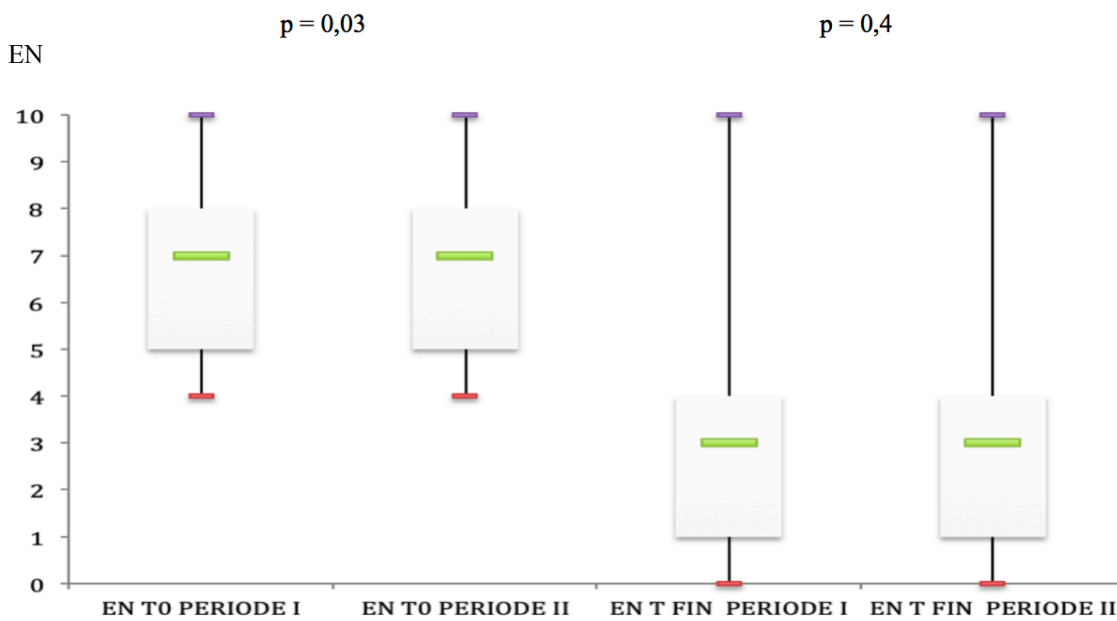 p = 0,03
p = 0,4
EN
10
9
8
7
6
5
4
3
2
1
0
EN T0 PERIODE I
EN T0 PERIODE II
EN T FIN PERIODE I
EN T FIN PERIODE II